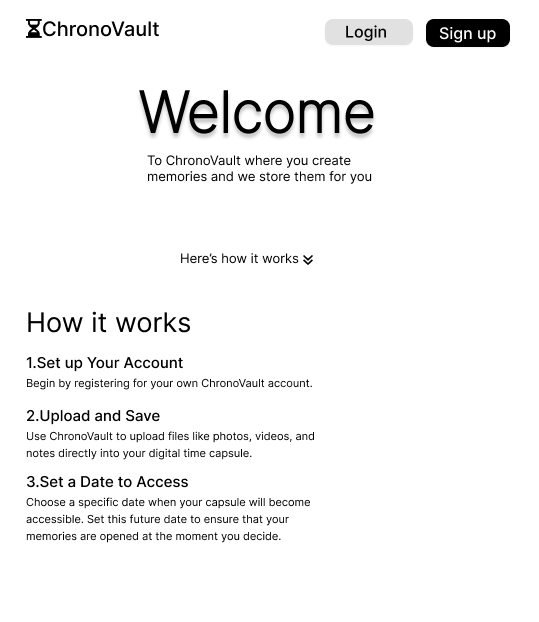 ChronoVault
Login
Sign up
Welcome
To ChronoVault where you create
memories and we store them for you
Here's how it works
How it works
1.Set up Your Account
Begin by registering for your own ChronoVault account.
2.Upload and Save
Use ChronoVault to upload files like photos, videos, and
notes directly into your digital time capsule.
3.Set a Date to Access
Choose a specific date when your capsule will become
accessible. Set this future date to ensure that your
memories are opened at the moment you decide.